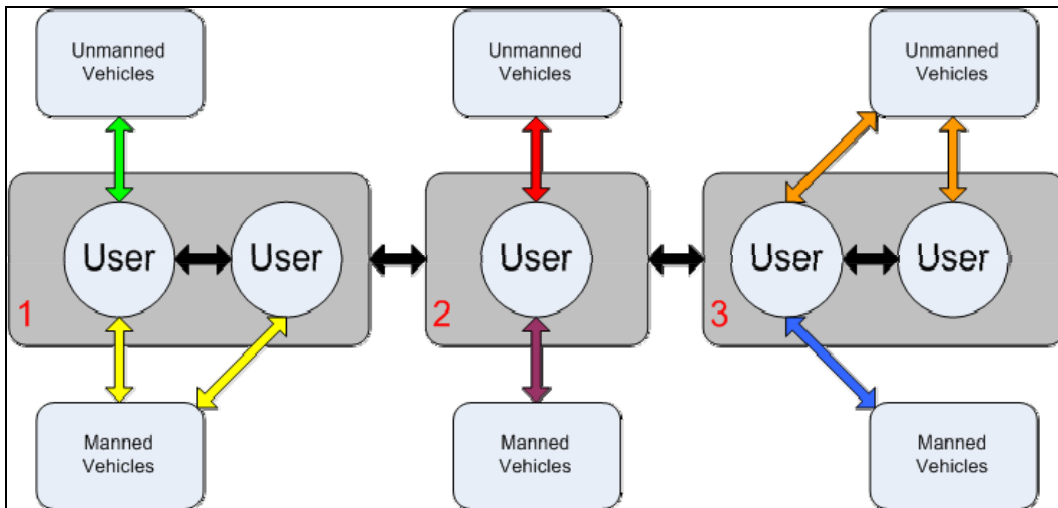 Unmanned
Vehicles
Unmanned
Vehicles
Unmanned
Vehicles
User
User
User
User
User
1
2
3
Manned
Vehicles
Manned
Vehicles
Manned
Vehicles